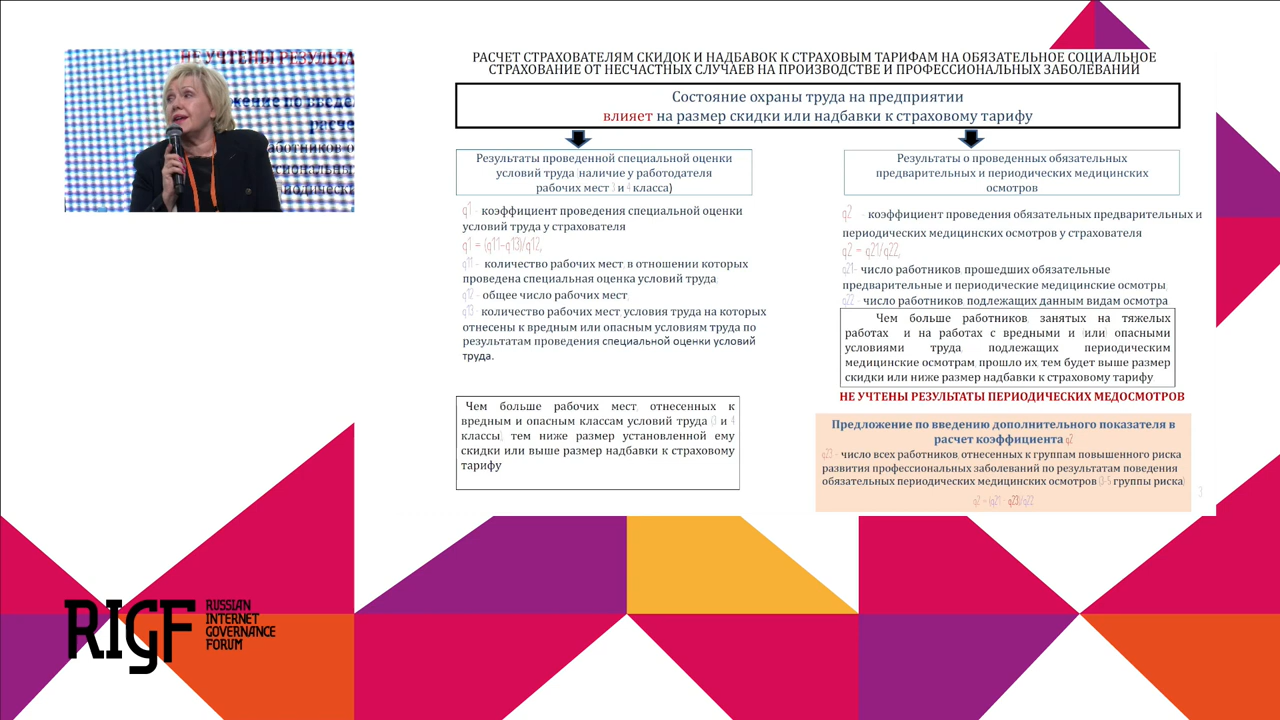 НЕ УЧТЕНЫ РЕЗУЛЬТА
РАСЧЕТ СТРАХОВАТЕЛЯМ СКИДОК И НАДБАВОК К СТРАХОВЫМ ТАРИФАМ НА ОБЯЗАТЕЛЬНОЕ СОЦИАЛЬНОЕ
СТРАХОВАНИЕ ОТ НЕСЧАСТНЫХ СЛУЧАЕВ НА ПРОИЗВОДСТВЕ И ПРОФЕССИОНАЛЬНЫХ ЗАБОЛЕВАНИЙ
Состояние охраны труда на предприятии
влияет на размер скидки или надбавки к страховому тарифу
Результаты проведенной специальной оценки
условий труда наличие у работодателя
рабочих мест 3 и 4 класса)
q1 - коэффициент проведения специальной оценки
условий труда у страхователя
q1 = (q11-q13)/q12,
q11 - количество рабочих мест в отношении которых
проведена специальная оценка условий труда
q12 - общее число рабочих мест
q13 - количество рабочих мест условия труда на которых
отнесены к вредным или опасным условиям труда по
результатам проведения специальной оценки условий
труда.
Чем больше рабочих мест отнесенных к
вредным и опасным классам условий труда (3 и 4
классы) тем ниже размер установленной ему
скидки или выше размер надбавки к страховому
тарифу
Результаты о проведенных обязательных
предварительных и периодических медицинских
осмотров
q2 - коэффициент проведения обязательных предварительных и
периодических медицинских осмотров у страхователя
q2 = q21/q22,
q21- число работников прошедших обязательные
предварительные и периодические медицинские осмотры
q22 - число работников подлежащих данным видам осмотра
Чем больше работников занятых на тяжелых
работах и на работах с вредными и (или) опасными
условиями труда подлежащих периодическим
медицинские осмотрам прошло их тем будет выше размер
скидки или ниже размер надбавки к страховому тарифу
НЕ УЧТЕНЫ РЕЗУЛЬТАТЫ ПЕРИОДИЧЕСКИХ МЕДОСМОТРОВ
Предложение по введению дополнительного показателя в
расчет коэффициента q2
q23 - число всех работников отнесенных к группам повышенного риска
развития профессиональных заболеваний по результатам поведения
обязательных периодических медицинских осмотров (3-5 группы риска)
q2 = (q21 - q23)/q22
3
RIGF
RUSSIAN
INTERNET
GOVERNANCE
FORUM